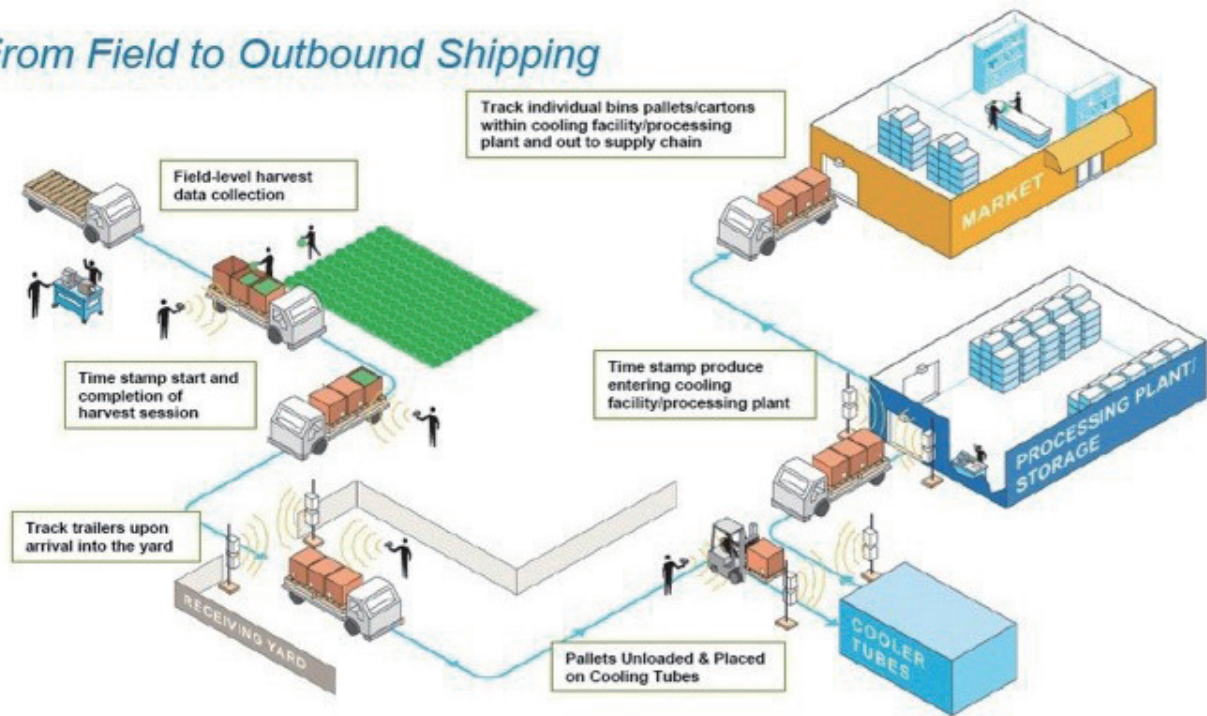 From Field to Outbound Shipping
Track individual bins pallets/cartons
within cooling facility/processing
plant and out to supply chain
Field-level harvest
data collection
MARKET
Time stamp start and
completion of
harvest session
Time stamp produce
entering cooling
facility/processing plant
PROCESSING PLANT/
STORAGE
Track trailers upon
arrival into the yard
RECEIVING YARD
Pallets Unloaded & Placed
on Cooling Tubes
COOLER
TUBES